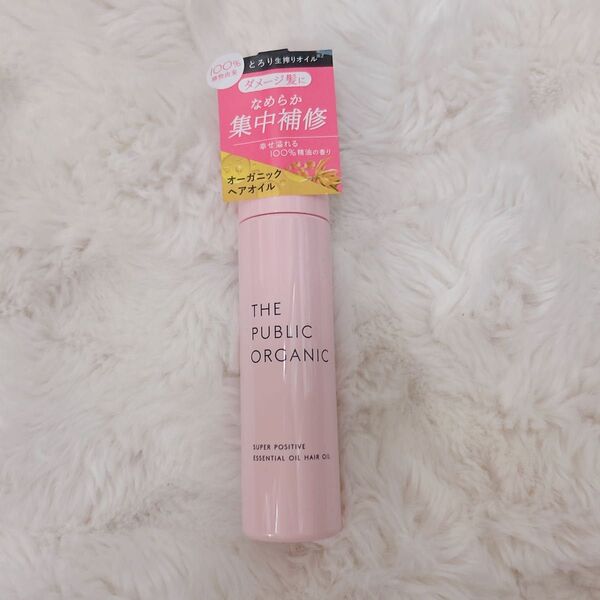 100%
植物由来
とろり生搾りオイル
ダメージ髪に
なめらか
集中補修
幸せ溢れる
100%精油の香り
オーガニック
ヘアオイル
THE
PUBLIC
ORGANIC
SUPER POSITIVE
ESSENTIAL OIL HAIR OIL